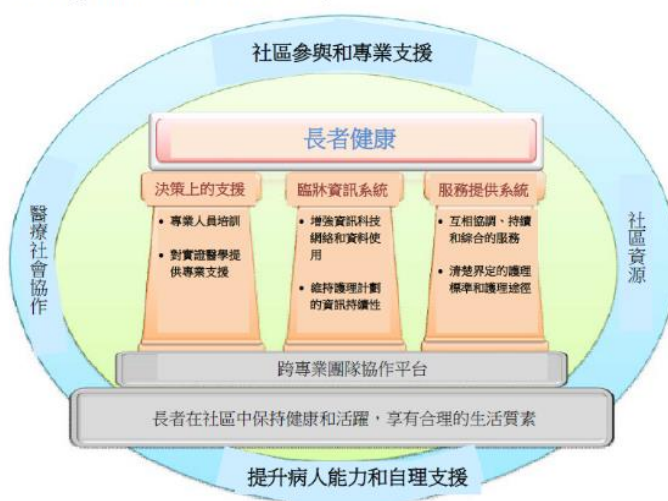 社區參與和專業支援
長者健康
決策上的支援
• 專業人員培訓
• 對實證醫學提
供專業支援
臨牀資訊系統
• 增強資訊科技
網絡和資料使
用
• 維持護理計劃
的資訊持續性
服務提供系統
• 互相協調、持續
和綜合的服務
• 清楚界定的護理
標準和護理途徑
醫療社會協作
社區資源
跨專業團隊協作平台
長者在社區中保持健康和活躍，享有合理的生活質素
提升病人能力和自理支援